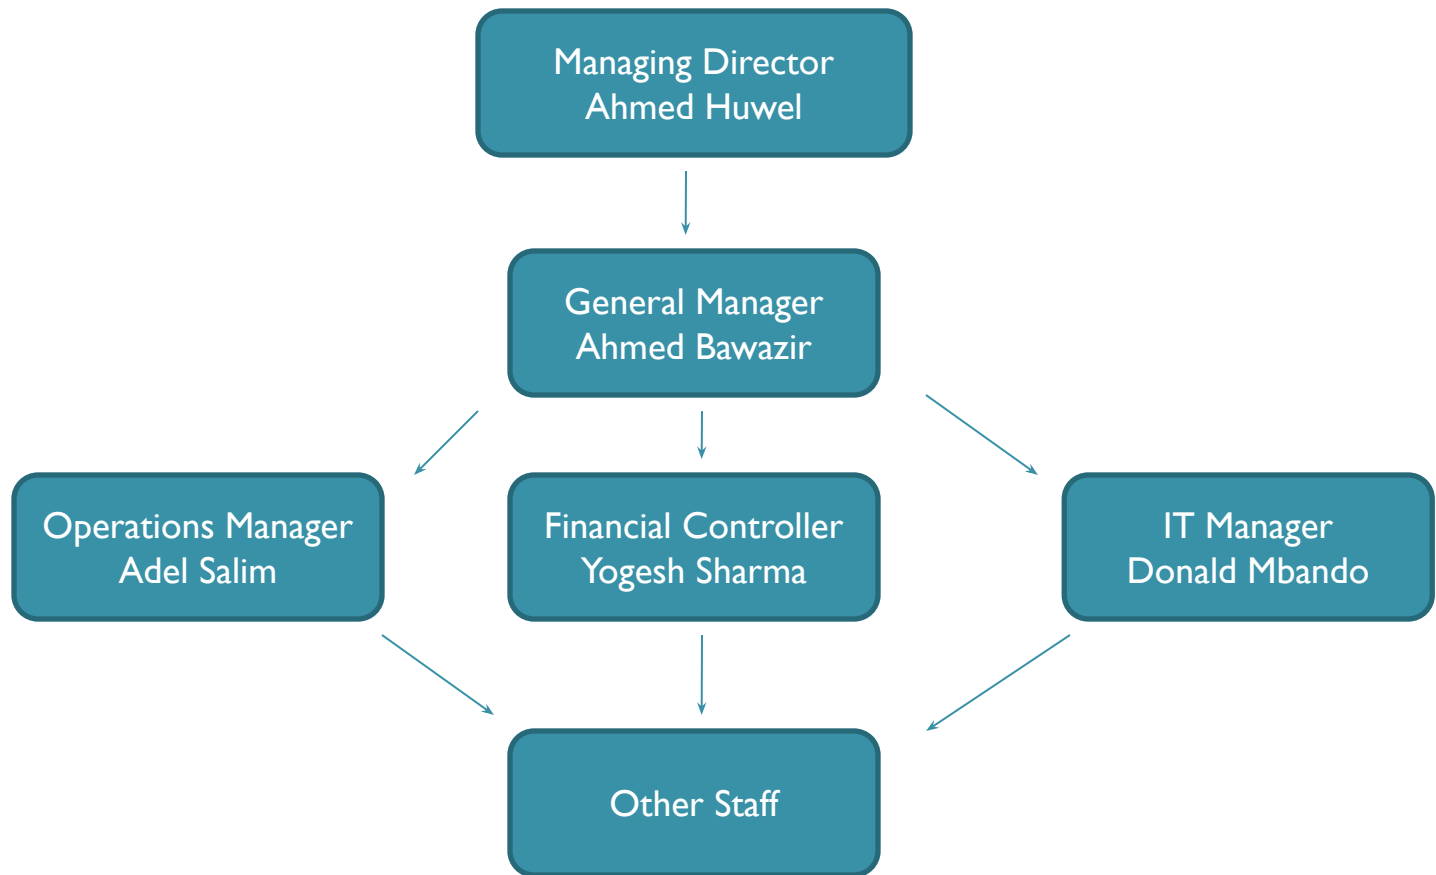 Managing Director
Ahmed Huwel
General Manager
Ahmed Bawazir
Operations Manager
Adel Salim
Financial Controller
Yogesh Sharma
IT Manager
Donald Mbando
Other Staff